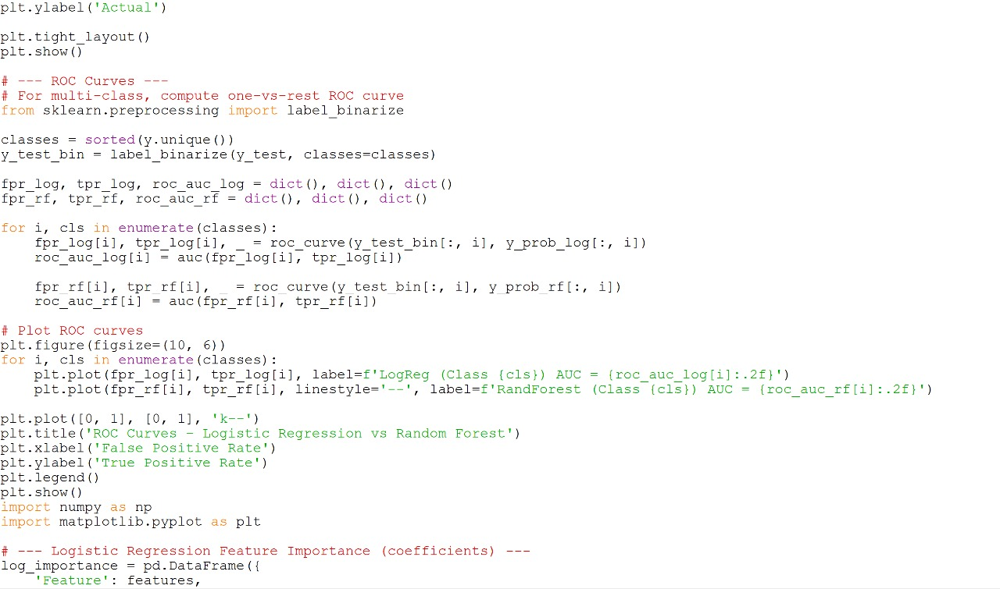 plt.ylabel('Actual')
plt.tight_layout()
plt.show()
# --- ROC Curves ---
# For multi-class, compute one-vs-rest ROC curve
from sklearn.preprocessing import label_binarize
classes = sorted(y.unique())
y_test_bin = label_binarize(y_test, classes=classes)
fpr_log, tpr_log, roc_auc_log = dict(), dict(), dict()
fpr_rf, tpr_rf, roc_auc_rf = dict(), dict(), dict()
for i, cls in enumerate(classes):
    fpr_log[i], tpr_log[i], _ = roc_curve(y_test_bin[:, i], y_prob_log[:, i])
    roc_auc_log[i] = auc(fpr_log[i], tpr_log[i])
    fpr_rf[i], tpr_rf[i], _ = roc_curve(y_test_bin[:, i], y_prob_rf[:, i])
    roc_auc_rf[i] = auc(fpr_rf[i], tpr_rf[i])
# Plot ROC curves
plt.figure(figsize=(10, 6))
for i, cls in enumerate(classes):
    plt.plot(fpr_log[i], tpr_log[i], label=f'LogReg (Class {cls}) AUC = {roc_auc_log[i]:.2f}')
    plt.plot(fpr_rf[i], tpr_rf[i], linestyle='--', label=f'RandForest (Class {cls}) AUC = {roc_auc_rf[i]:.2f}')
plt.plot([0, 1], [0, 1], 'k--')
plt.title('ROC Curves - Logistic Regression vs Random Forest')
plt.xlabel('False Positive Rate')
plt.ylabel('True Positive Rate')
plt.legend()
plt.show()
import numpy as np
import matplotlib.pyplot as plt
# --- Logistic Regression Feature Importance (coefficients) ---
log_importance = pd.DataFrame({
    'Feature': features,